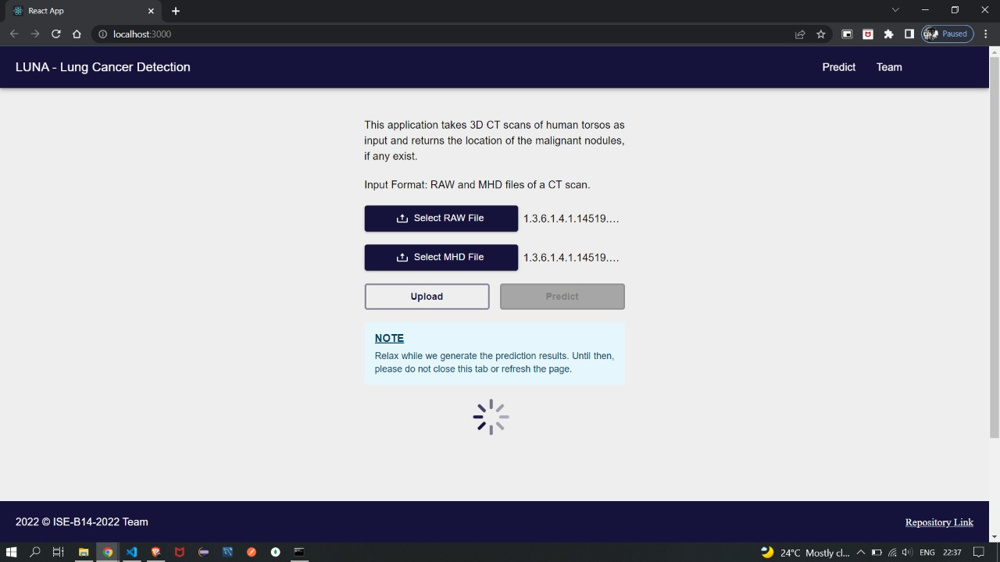 React App
localhost:3000
Paused
LUNA - Lung Cancer Detection
Predict
Team
This application takes 3D CT scans of human torsos as
input and returns the location of the malignant nodules,
if any exist.
Input Format: RAW and MHD files of a CT scan.
Select RAW File
1.3.6.1.4.1.14519....
Select MHD File
1.3.6.1.4.1.14519....
Upload
Predict
NOTE
Relax while we generate the prediction results. Until then,
please do not close this tab or refresh the page.
2022 © ISE-B14-2022 Team
Repository Link
24°C Mostly cl...
ENG
22:37